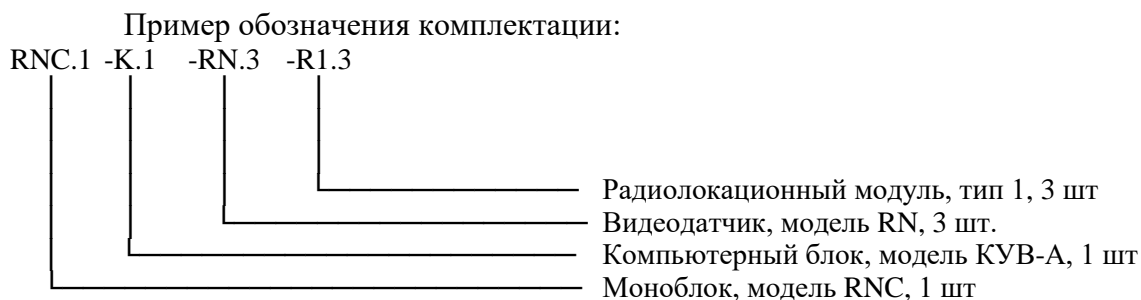 Пример обозначения комплектации:
RNC.1 -K.1 -RN.3 -R1.3
Радиолокационный модуль, тип 1, 3 шт
Видеодатчик, модель RN, 3 шт.
Компьютерный блок, модель КУВ-А, 1 шт
Моноблок, модель RNC, 1 шт